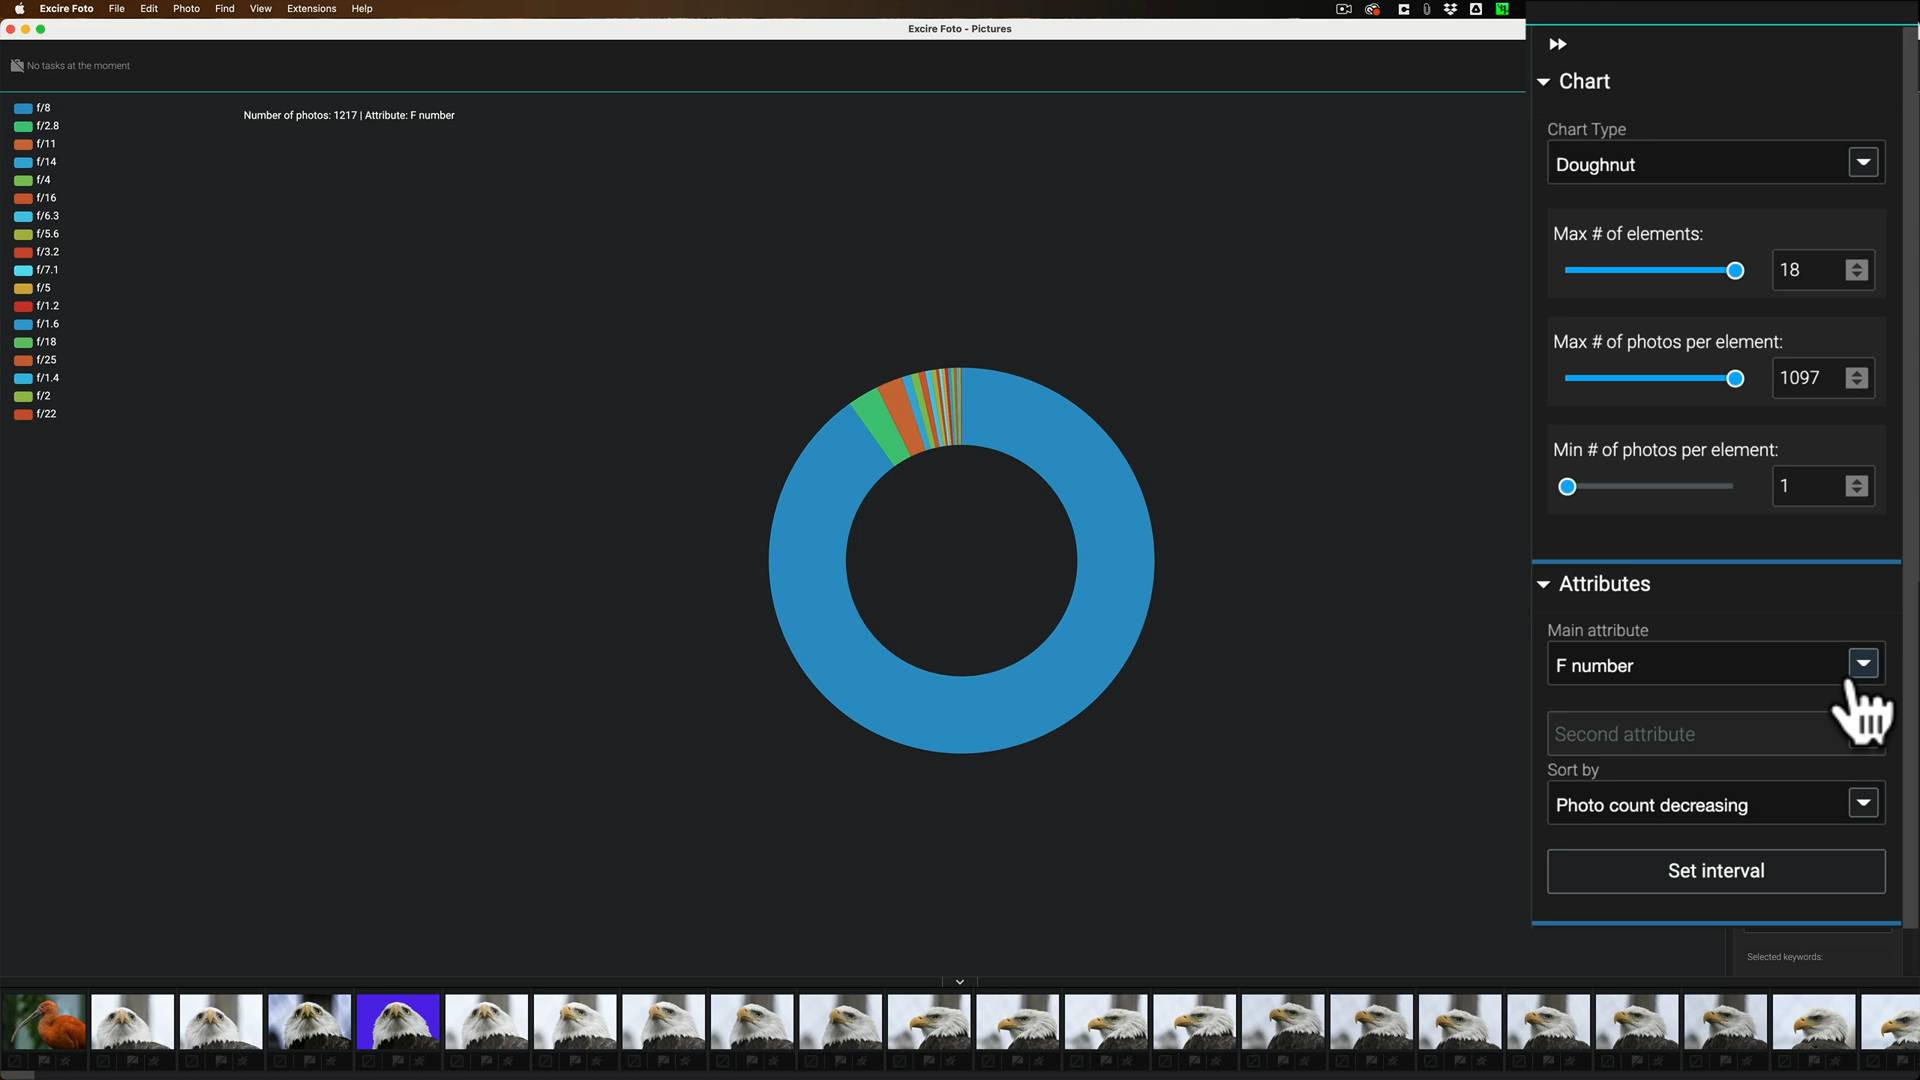 Excire Foto File Edit Photo Find View Extensions Help
Excire Foto - Pictures
No tasks at the moment
Number of photos: 1217 | Attribute: F number
f/8
f/2.8
f/11
f/14
f/4
f/16
f/6.3
f/5.6
f/3.2
f/7.1
f/5
f/1.2
f/1.6
f/18
f/25
f/1.4
f/2
f/22
Chart
Chart Type
Doughnut
Max # of elements:
18
Max # of photos per element:
1097
Min # of photos per element:
1
Attributes
Main attribute
F number
Second attribute
Sort by
Photo count decreasing
Set interval
Selected keywords: